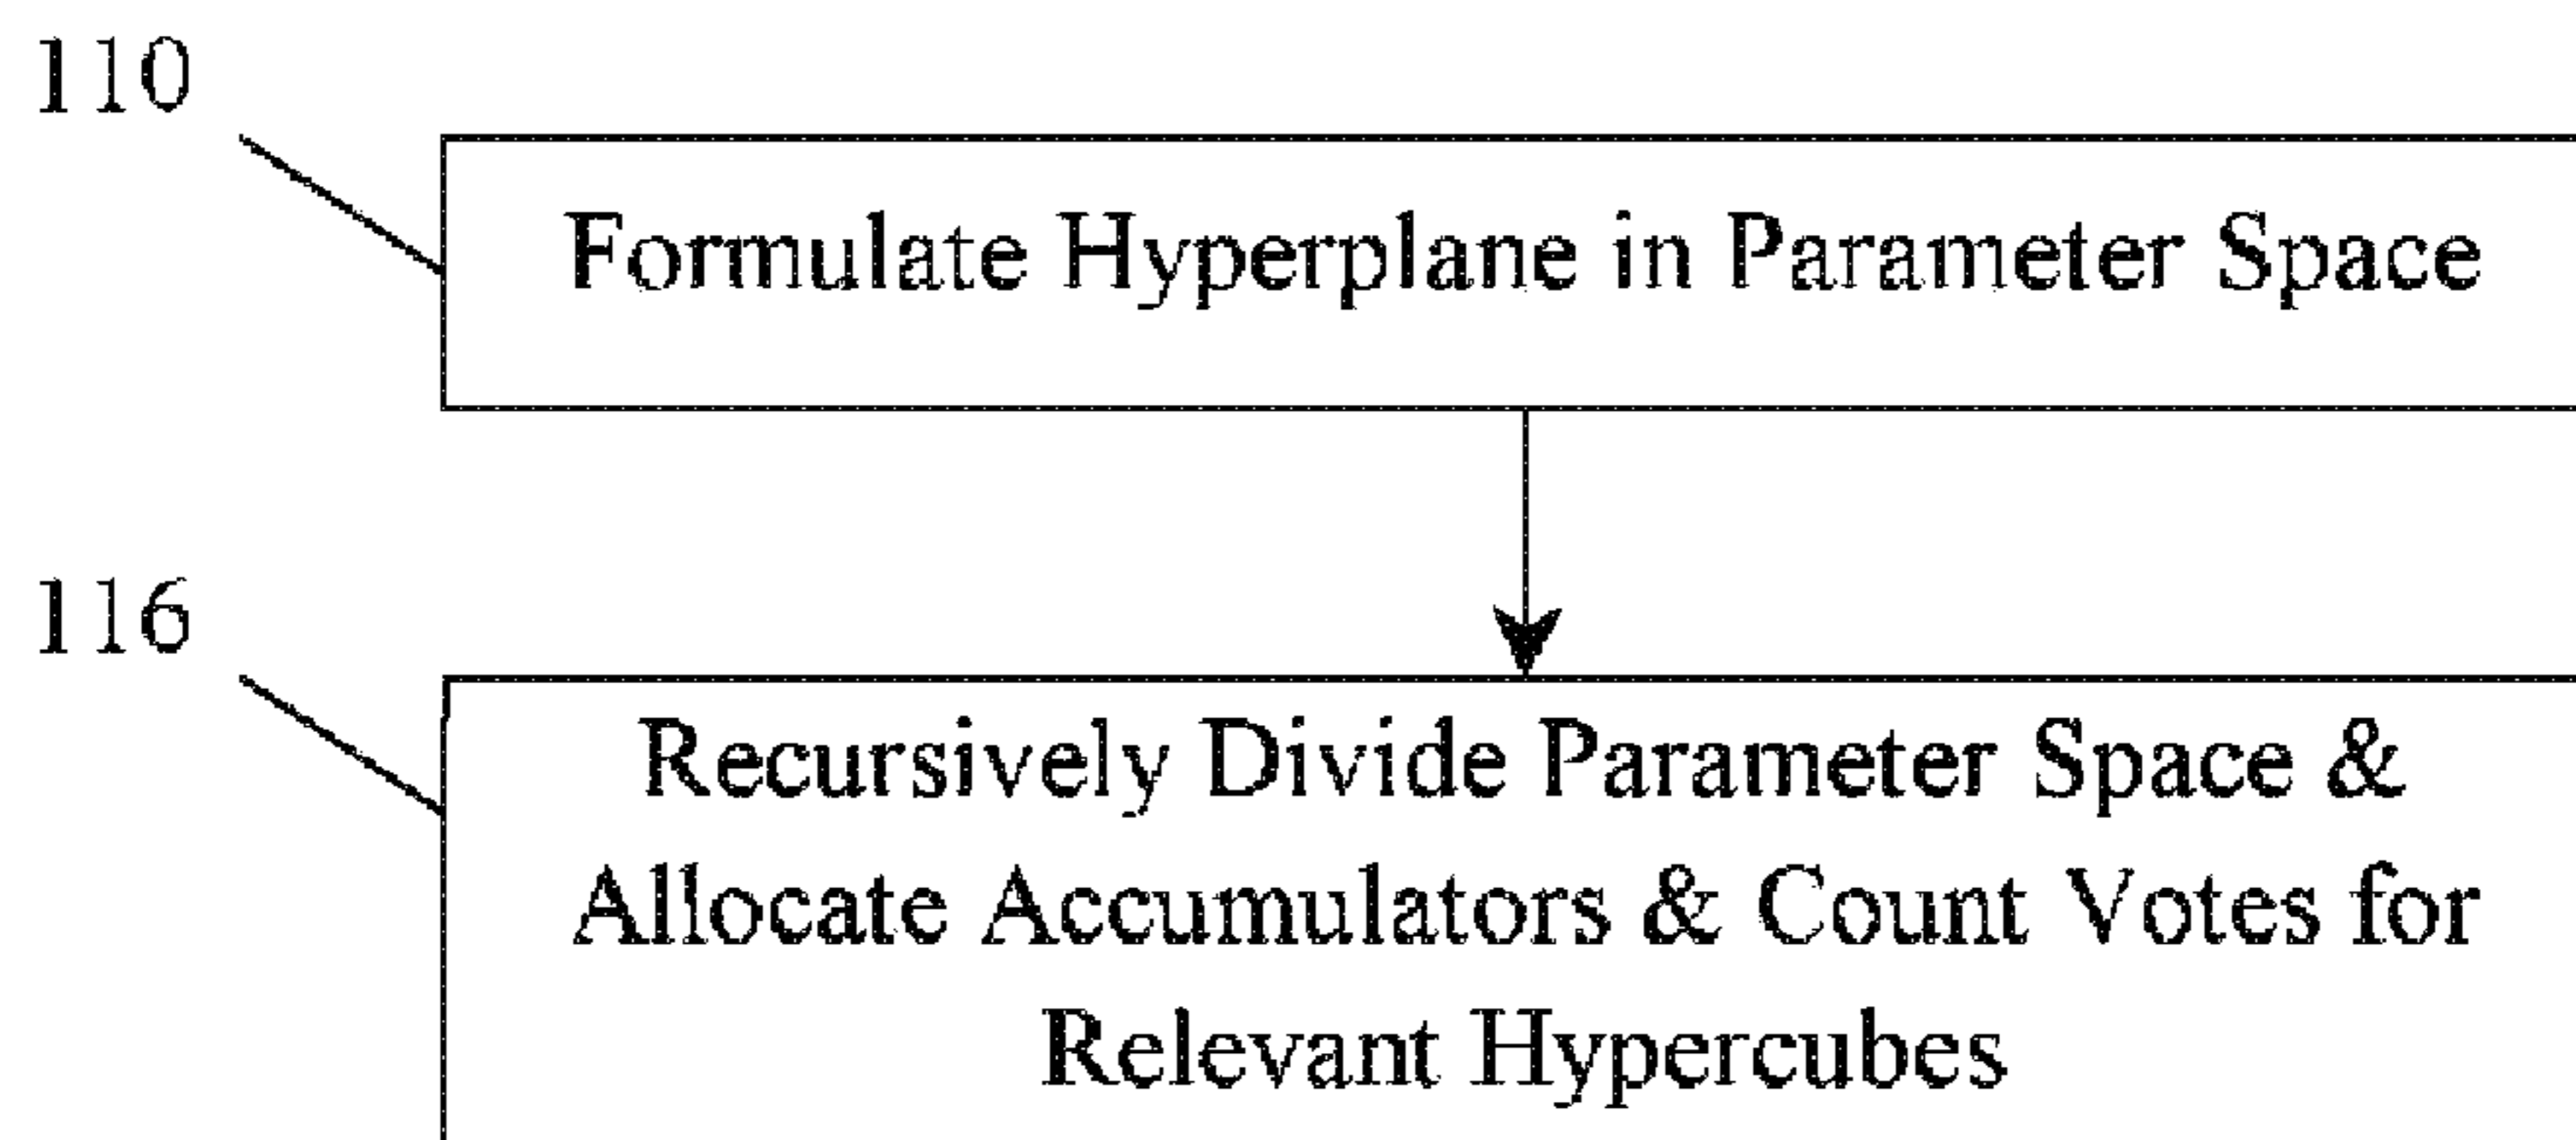 110
Formulate Hyperplane in Parameter Space
116
Recursively Divide Parameter Space &
Allocate Accumulators & Count Votes for
Relevant Hypercubes